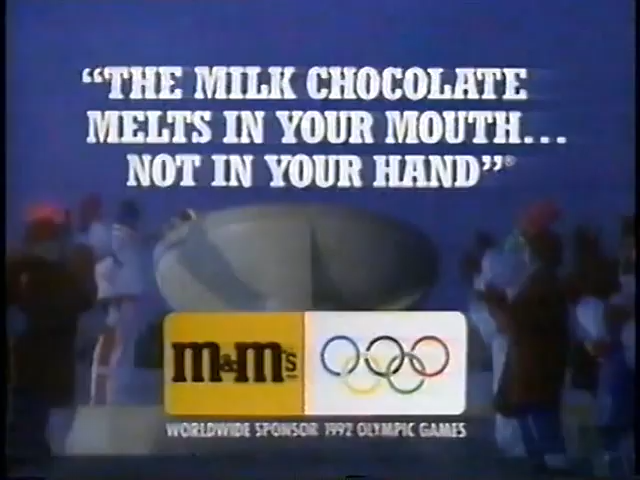 “THE MILK CHOCOLATE
MELTS IN YOUR MOUTH...
NOT IN YOUR HAND”®
m&m's
WORLDWIDE SPONSOR 1992 OLYMPIC GAMES